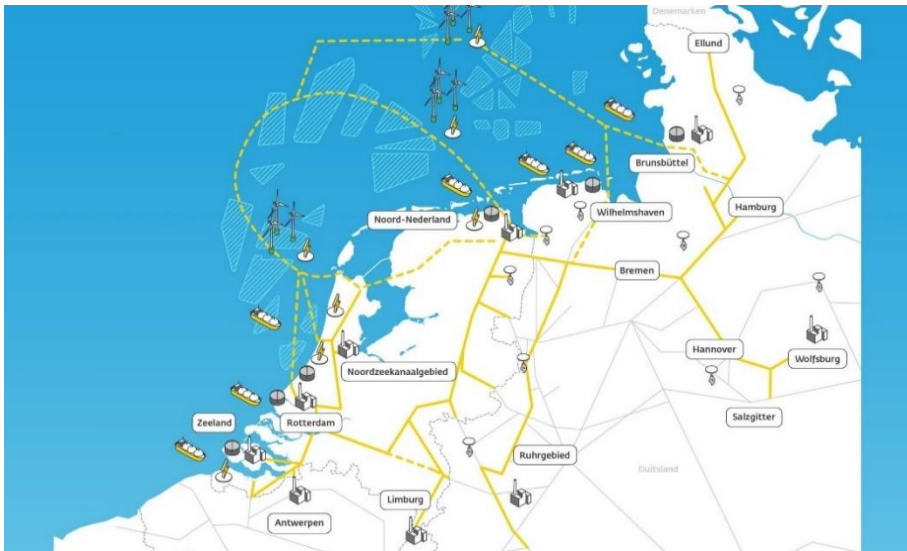 Denemarken
Ellund
Brunsbüttel
Noord-Nederland
Wilhelmshaven
Hamburg
Bremen
Hannover
Wolfsburg
Noordzeekanaalgebied
Salzgitter
Zeeland
Rotterdam
Ruhrgebied
Duitsland
Limburg
Antwerpen